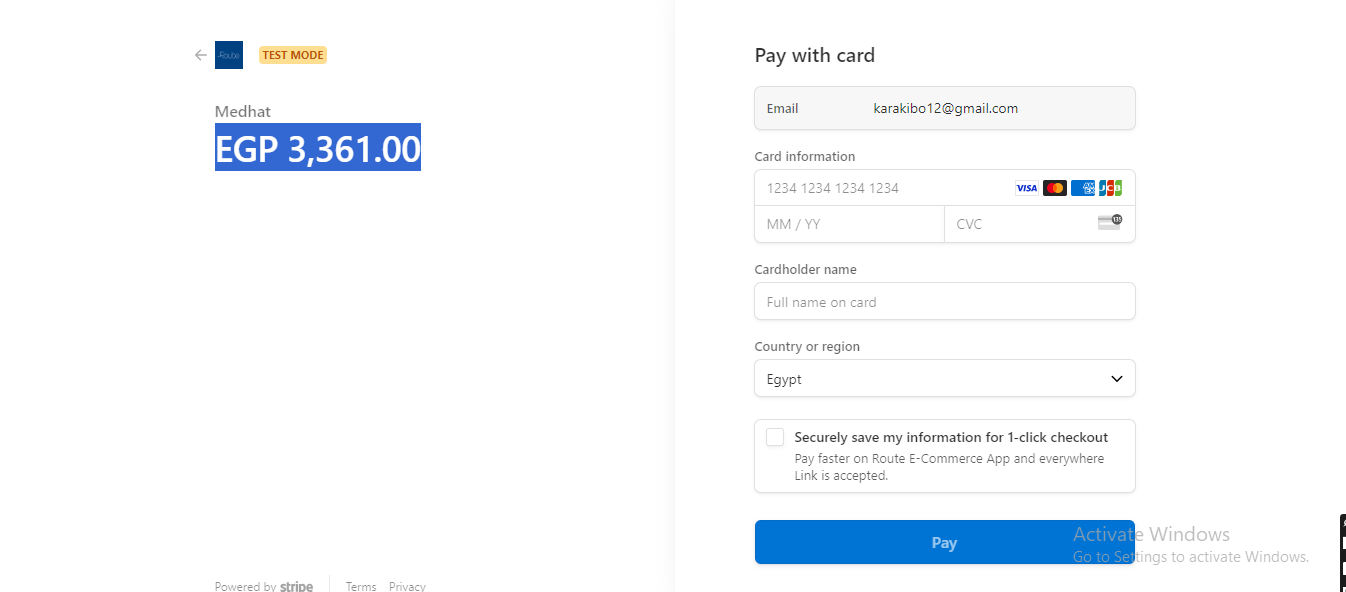 TEST MODE
Medhat
EGP 3,361.00
Powered by stripe
Terms
Privacy
Pay with card
Email
karakibo12@gmail.com
Card information
1234 1234 1234 1234
VISA
JCB
MM / YY
CVC
135
Cardholder name
Full name on card
Country or region
Egypt
Securely save my information for 1-click checkout
Pay faster on Route E-Commerce App and everywhere
Link is accepted.
Pay
Activate Windows
Go to Settings to activate Windows.